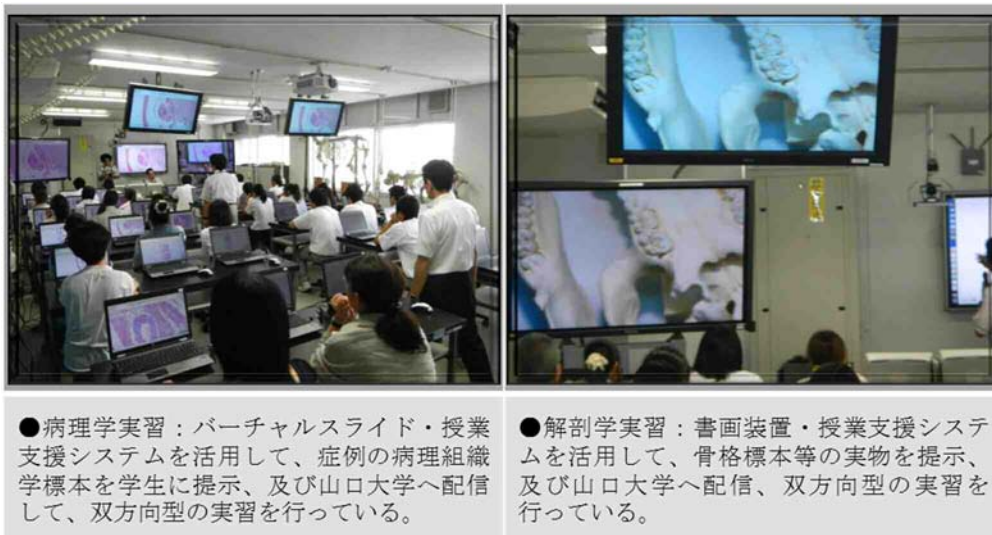 ●病理学実習：バーチャルスライド・授業
支援システムを活用して、症例の病理組織
学標本を学生に提示、及び山口大学へ配信
して、双方向型の実習を行っている。
●解剖学実習：書画装置・授業支援システ
ムを活用して、骨格標本等の実物を提示、
及び山口大学へ配信、双方向型の実習を
行っている。